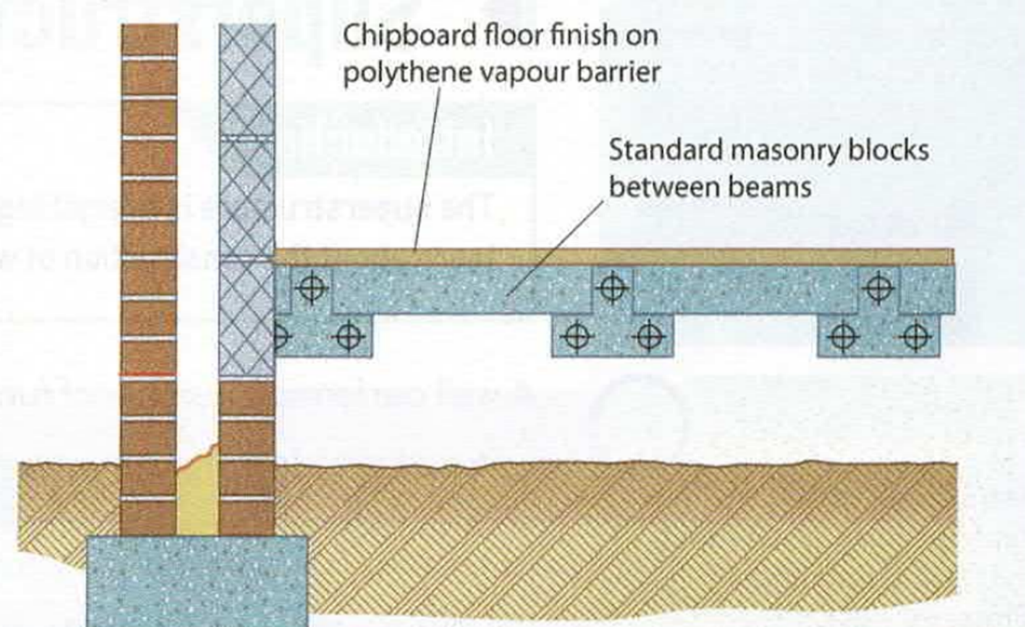 Chipboard floor finish on
polythene vapour barrier
Standard masonry blocks
between beams